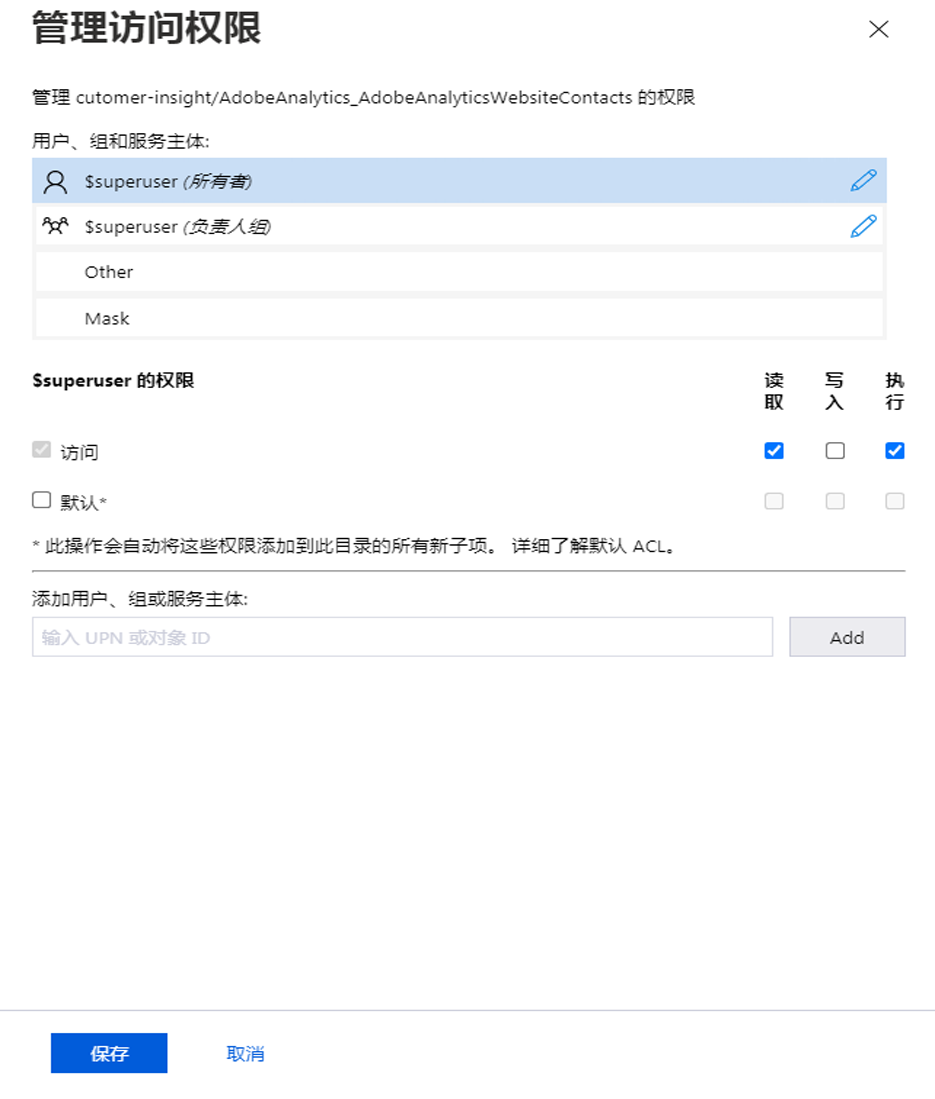 管理访问权限
管理 cutomer-insight/AdobeAnalytics_AdobeAnalyticsWebsiteContacts 的权限
用户、组和服务主体:
$superuser (所有者)
$superuser (负责人组)
Other
Mask
$superuser 的权限 读取 写入 执行
访问
默认*
* 此操作会自动将这些权限添加到此目录的所有新子项。 详细了解默认 ACL。
添加用户、组或服务主体:
输入 UPN 或对象 ID Add
保存 取消